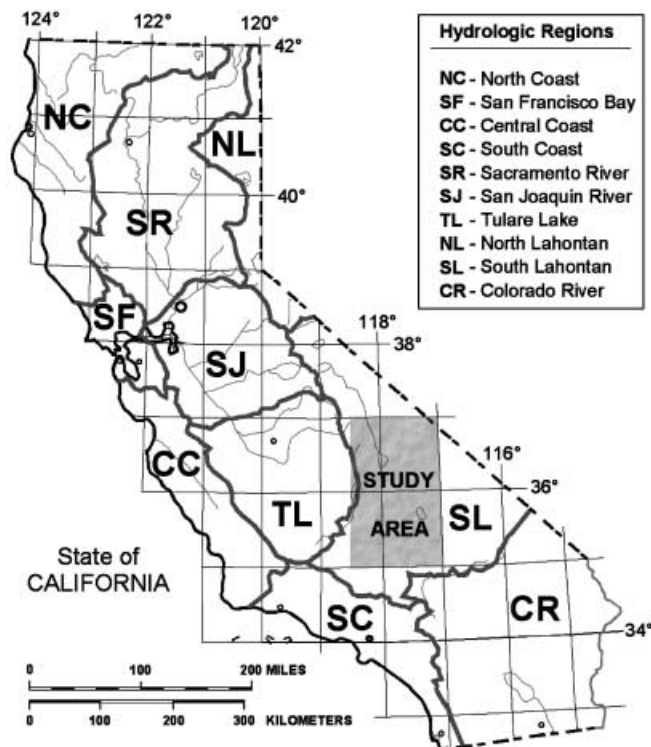 124°
122°
120°
42°
Hydrologic Regions
NC - North Coast
SF - San Francisco Bay
CC - Central Coast
SC - South Coast
SR - Sacramento River
SJ - San Joaquin River
TL - Tulare Lake
NL - North Lahontan
SL - South Lahontan
CR - Colorado River
NC
NL
40°
SR
SF
118°
38°
SJ
CC
116°
STUDY
36°
TL
AREA
SL
State of
CALIFORNIA
SC
CR
34°
0 100 200 MILES
0 100 200 300
KILOMETERS